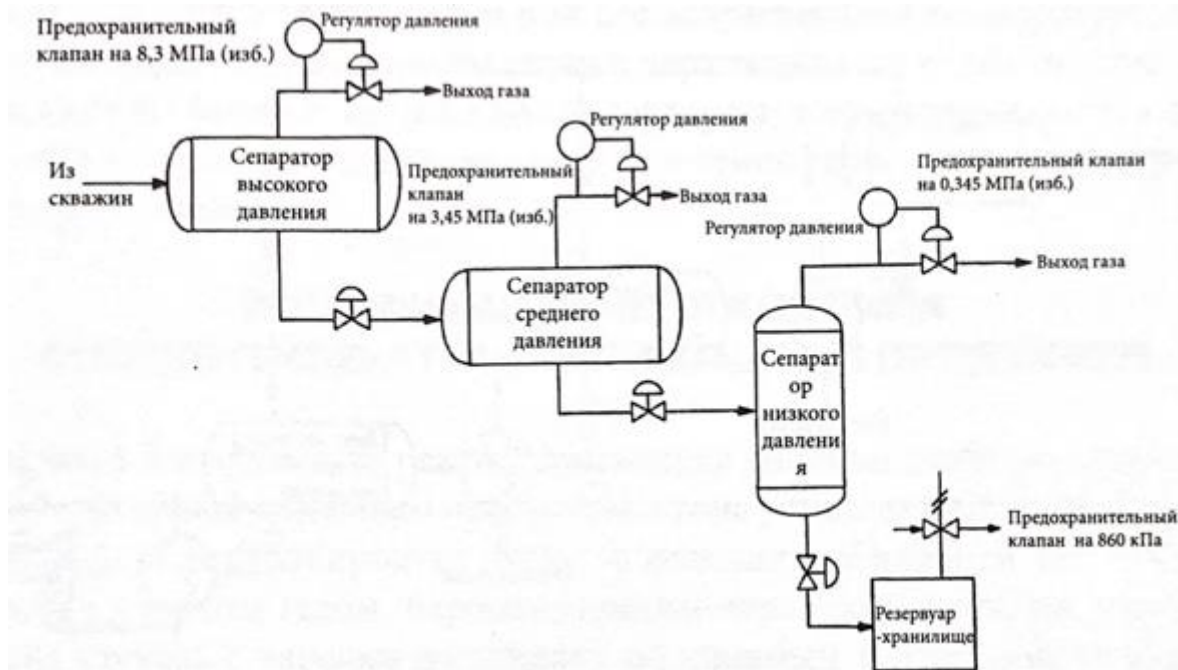 Предохранительный
клапан на 8,3 МПа (изб.)
Регулятор давления
Выход газа
Из
скважин
Сепаратор
высокого
давления
Предохранительный
клапан
на 3,45 МПа (изб.)
Регулятор давления
Выход газа
Сепаратор
среднего
давления
Предохранительный клапан
на 0,345 МПа (изб.)
Регулятор давления
Выход газа
Сепарат
ор
низкого
давлени
я
Предохранительный
клапан на 860 кПа
Резервуар
-хранилище